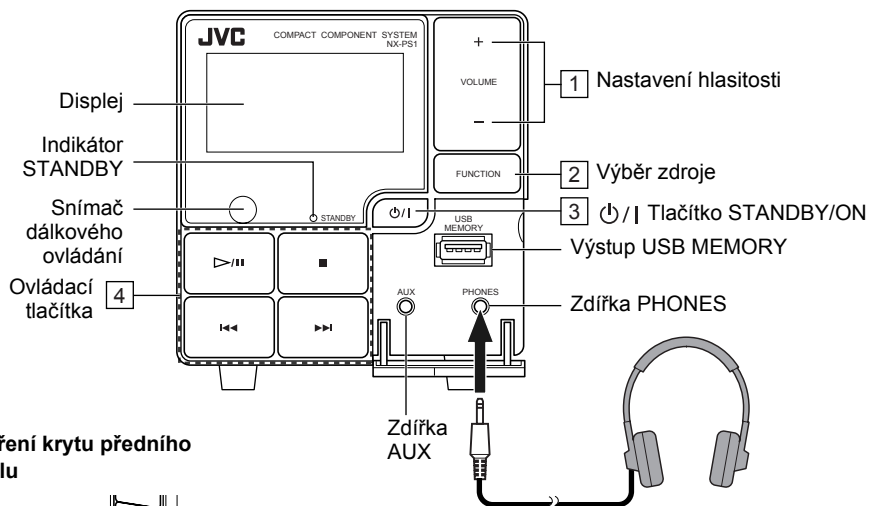 JVC COMPACT COMPONENT SYSTEM
NX-PS1
+
VOLUME
−
1 Nastavení hlasitosti
Displej
Indikátor
STANDBY
FUNCTION
2 Výběr zdroje
STANDBY
⏻/I
3 ⏻/I Tlačítko STANDBY/ON
Snímač
dálkového
ovládání
USB
MEMORY
Výstup USB MEMORY
Ovládací
tlačítka
4
AUX
PHONES
Zdířka PHONES
Zdířka
AUX
ření krytu předního
lu